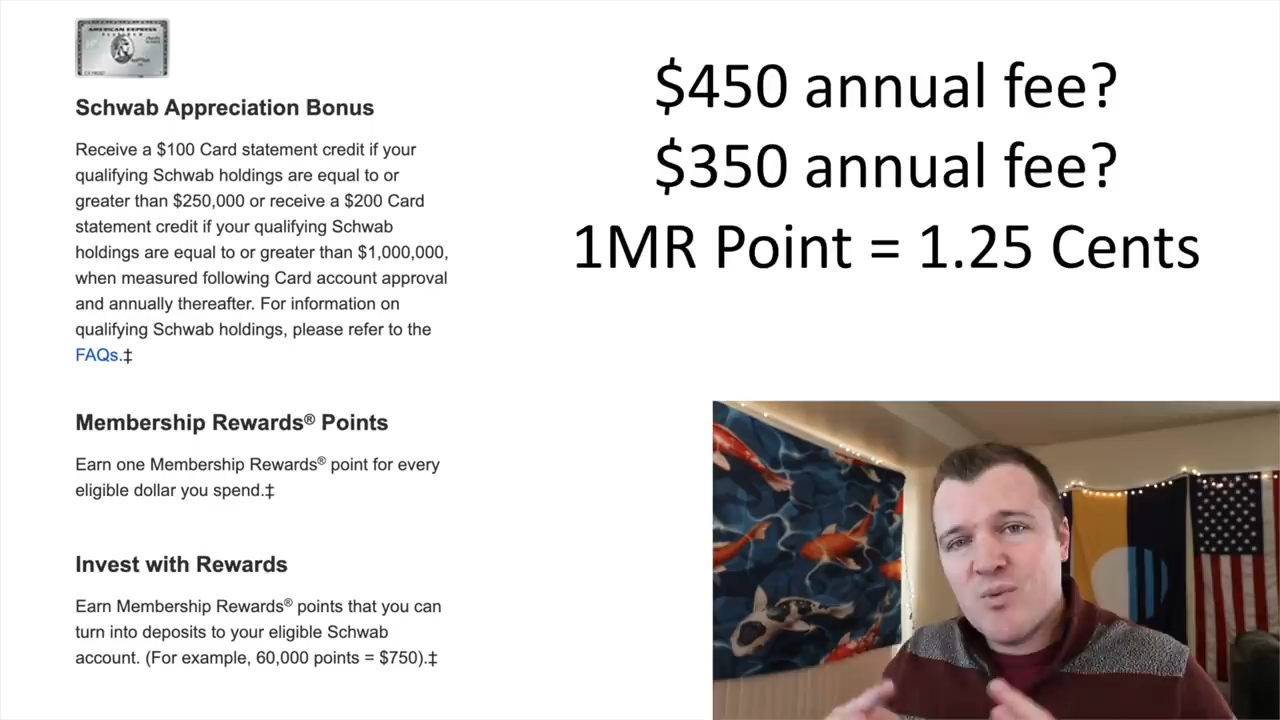 AMERICAN EXPRESS
Schwab Appreciation Bonus
Receive a $100 Card statement credit if your
qualifying Schwab holdings are equal to or
greater than $250,000 or receive a $200 Card
statement credit if your qualifying Schwab
holdings are equal to or greater than $1,000,000,
when measured following Card account approval
and annually thereafter. For information on
qualifying Schwab holdings, please refer to the
FAQs.‡
Membership Rewards® Points
Earn one Membership Rewards® point for every
eligible dollar you spend.‡
Invest with Rewards
Earn Membership Rewards® points that you can
turn into deposits to your eligible Schwab
account. (For example, 60,000 points = $750).‡
$450 annual fee?
$350 annual fee?
1MR Point = 1.25 Cents